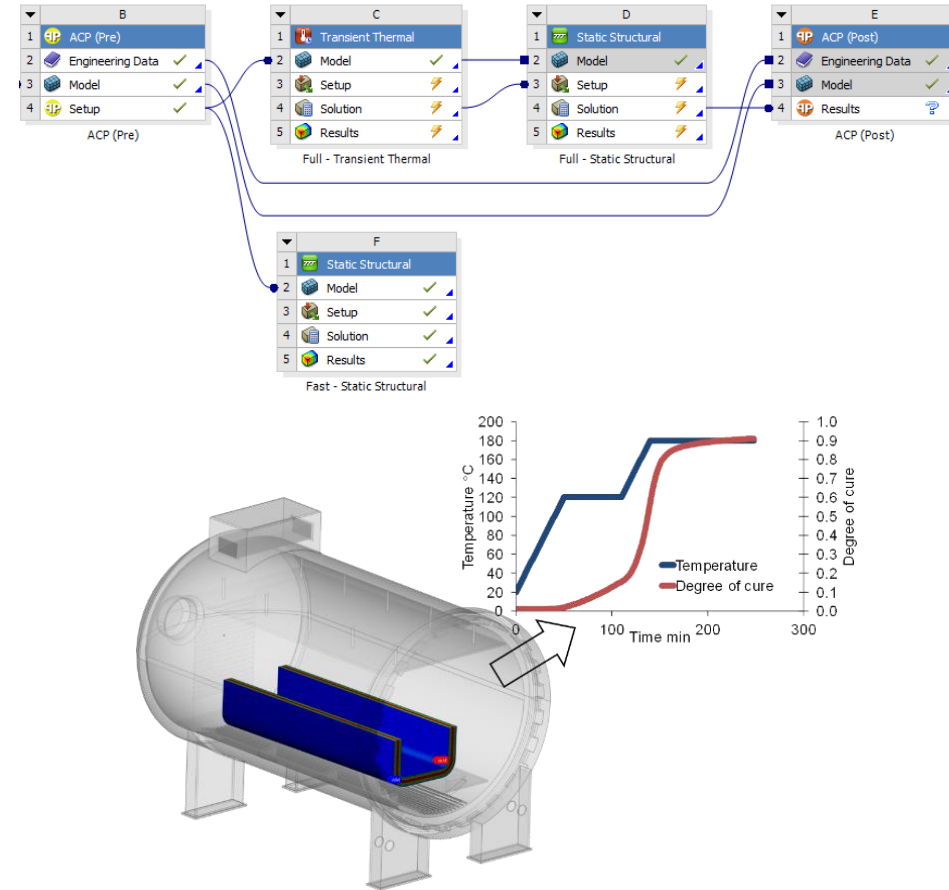 B
1 ACP (Pre)
2 Engineering Data
3 Model
4 Setup
ACP (Pre)
C
1 Transient Thermal
2 Model
3 Setup
4 Solution
5 Results
Full - Transient Thermal
D
1 Static Structural
2 Model
3 Setup
4 Solution
5 Results
Full - Static Structural
E
1 ACP (Post)
2 Engineering Data
3 Model
4 Results
ACP (Post)
F
1 Static Structural
2 Model
3 Setup
4 Solution
5 Results
Fast - Static Structural
200
180
160
140
120
100
80
60
40
20
0
Temperature °C
1.0
0.9
0.8
0.7
0.6
0.5
0.4
0.3
0.2
0.1
0.0
Degree of cure
Temperature
Degree of cure
0 100 200 300
Time min